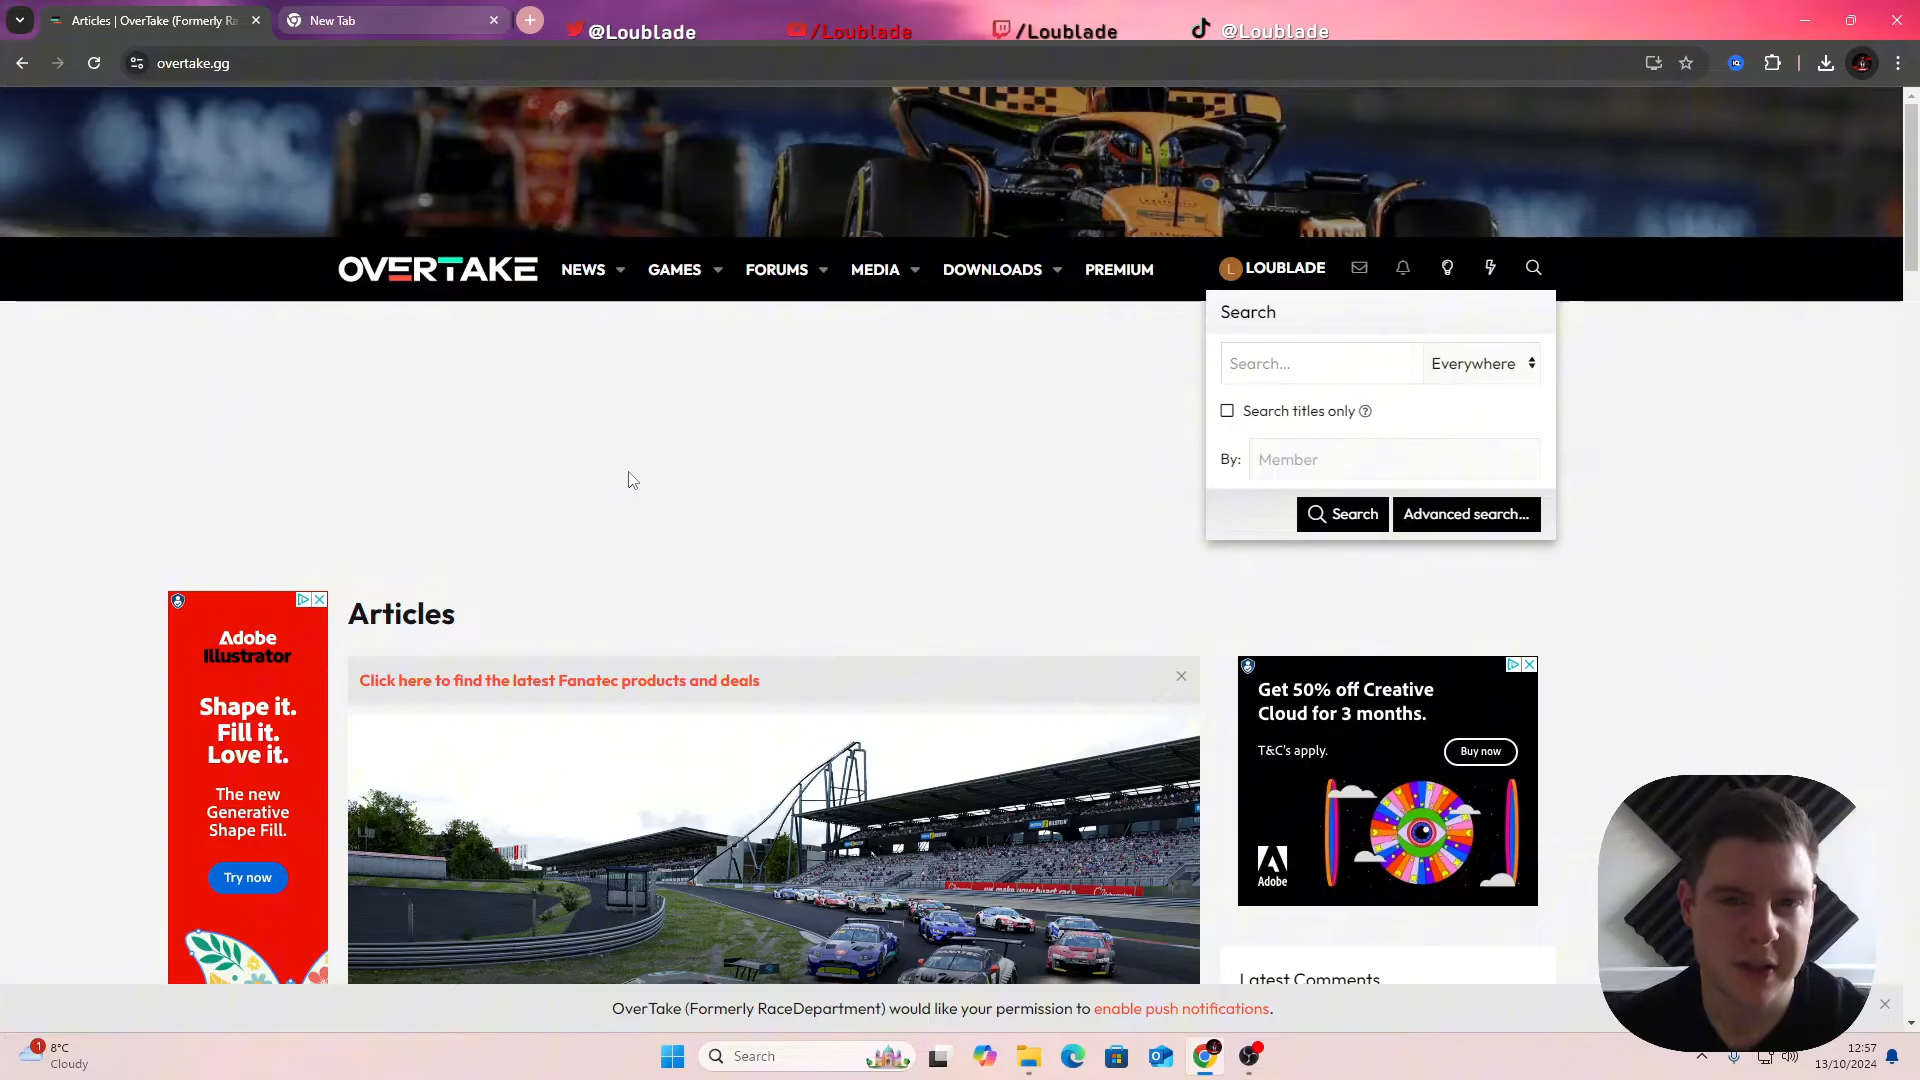 Articles | OverTake (Formerly Ra
New Tab
@Loublade
/Loublade
/Loublade
@Loublade
overtake.gg
OVERTAKE
NEWS
GAMES
FORUMS
MEDIA
DOWNLOADS
PREMIUM
L
LOUBLADE
Search
Search...
Everywhere
Search titles only
By:
Member
Search
Advanced search...
Adobe
Illustrator
Shape it.
Fill it.
Love it.
The new
Generative
Shape Fill.
Try now
Articles
Click here to find the latest Fanatec products and deals
Get 50% off Creative
Cloud for 3 months.
T&C's apply.
Buy now
Adobe
Latest Comments
OverTake (Formerly RaceDepartment) would like your permission to enable push notifications.
1
8°C
Cloudy
Search
12:57
13/10/2024